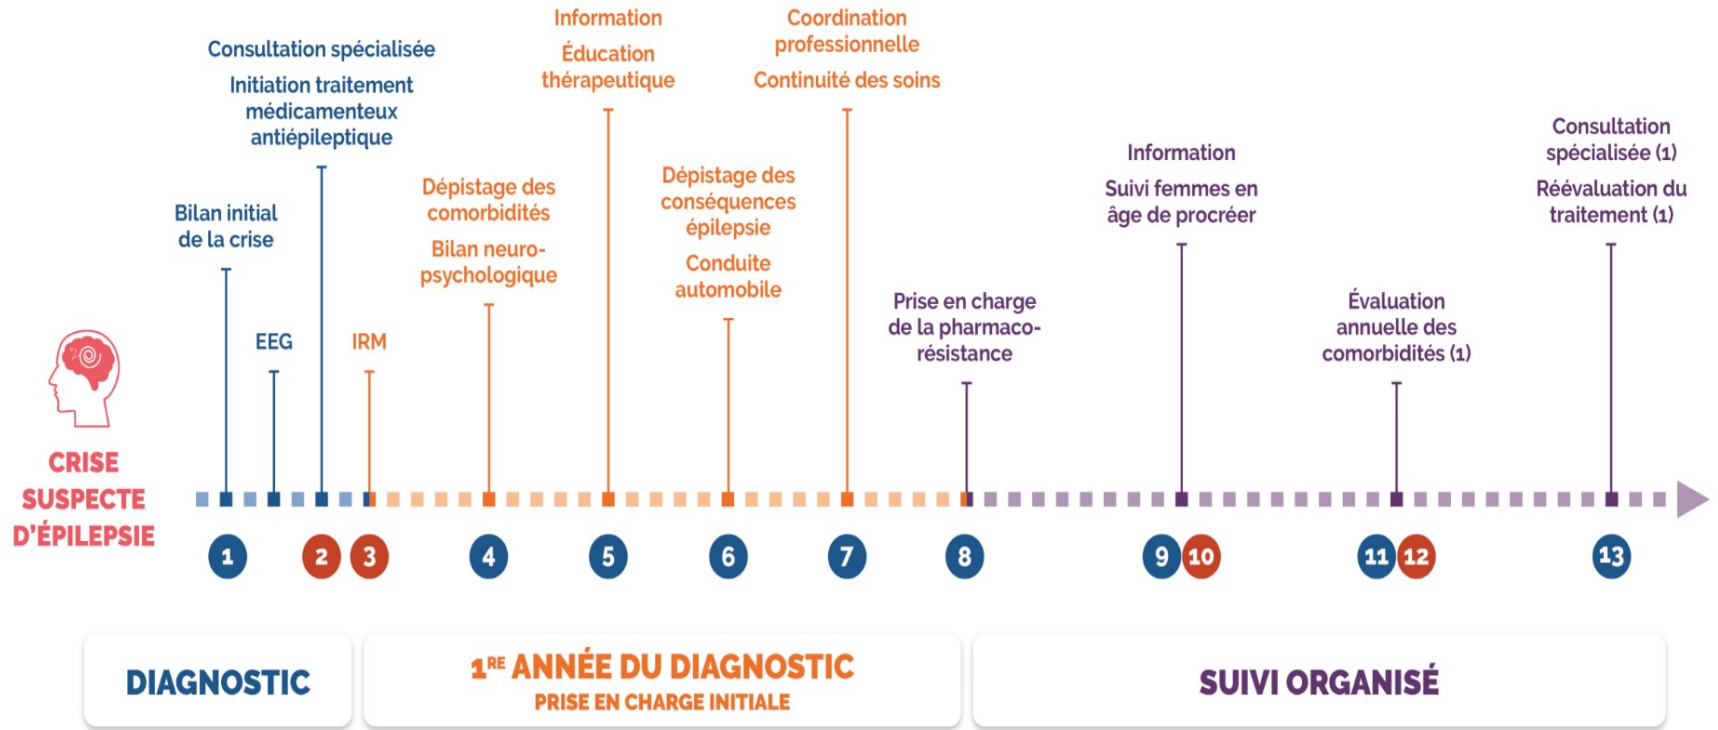 CRISE
SUSPECTE
D'ÉPILEPSIE
Bilan initial
de la crise
EEG
Consultation spécialisée
Initiation traitement
médicamenteux
antiépileptique
IRM
Dépistage des
comorbidités
Bilan neuro-
psychologique
Information
Éducation
thérapeutique
Dépistage des
conséquences
épilepsie
Conduite
automobile
Coordination
professionnelle
Continuité des soins
Prise en charge
de la pharmaco-
résistance
Information
Suivi femmes en
âge de procréer
Évaluation
annuelle des
comorbidités (1)
Consultation
spécialisée (1)
Réévaluation du
traitement (1)
1 2 3 4 5 6 7 8 9 10 11 12 13
DIAGNOSTIC
1RE ANNÉE DU DIAGNOSTIC
PRISE EN CHARGE INITIALE
SUIVI ORGANISÉ